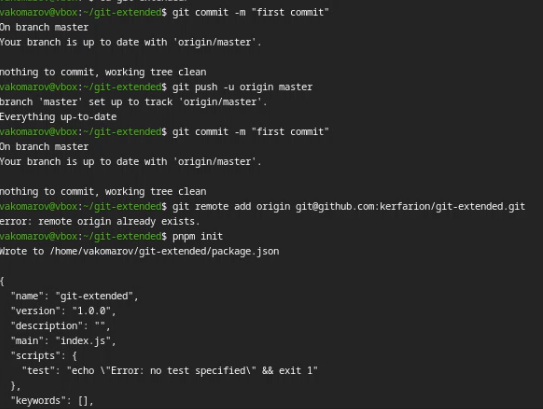 vakomarov@vbox:~/git-extended$ git commit -m "first commit"
On branch master
Your branch is up to date with 'origin/master'.
nothing to commit, working tree clean
vakomarov@vbox:~/git-extended$ git push -u origin master
branch 'master' set up to track 'origin/master'.
Everything up-to-date
vakomarov@vbox:~/git-extended$ git commit -m "first commit"
On branch master
Your branch is up to date with 'origin/master'.
nothing to commit, working tree clean
vakomarov@vbox:~/git-extended$ git remote add origin git@github.com:kerfarion/git-extended.git
error: remote origin already exists.
vakomarov@vbox:~/git-extended$ pnpm init
Wrote to /home/vakomarov/git-extended/package.json
{
"name": "git-extended",
"version": "1.0.0",
"description": "",
"main": "index.js",
"scripts": {
"test": "echo \"Error: no test specified\" && exit 1"
},
"keywords": [],